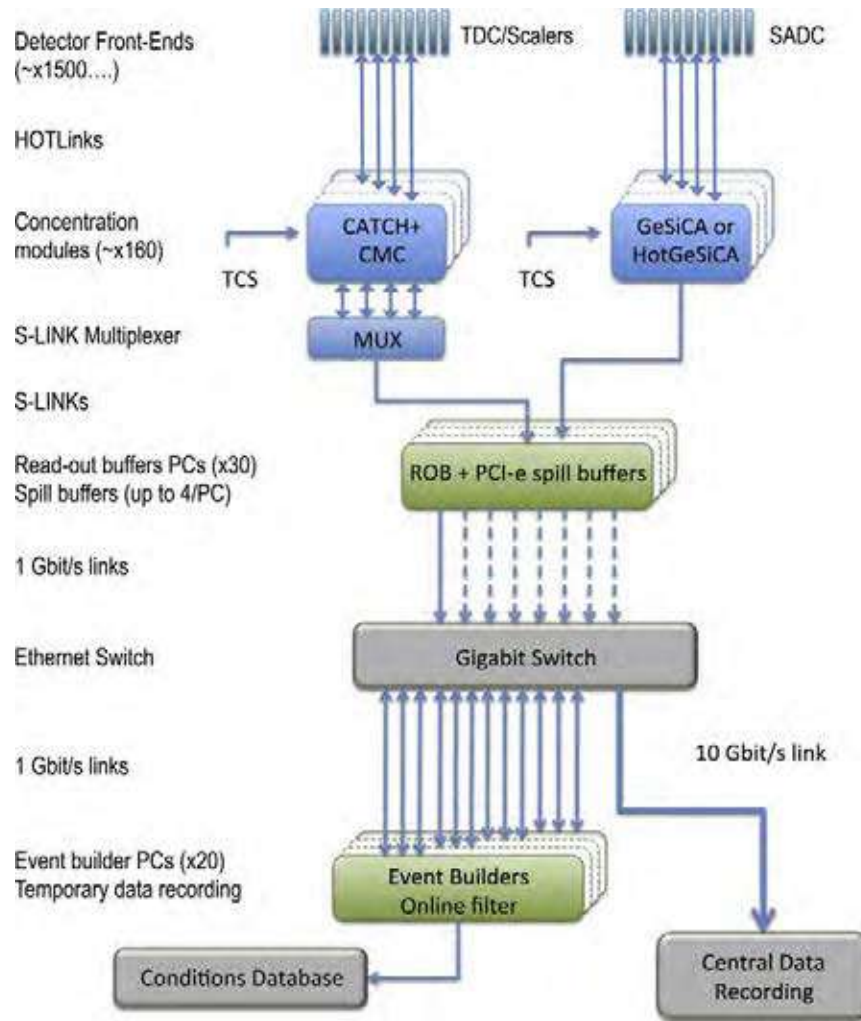 Detector Front-Ends
(~x1500....)
TDC/Scalers
SADC
HOTLinks
Concentration
modules (~x160)
CATCH+
CMC
GeSiCA or
HotGeSiCA
TCS
TCS
S-LINK Multiplexer
MUX
S-LINKs
Read-out buffers PCs (x30)
Spill buffers (up to 4/PC)
ROB + PCI-e spill buffers
1 Gbit/s links
Ethernet Switch
Gigabit Switch
1 Gbit/s links
10 Gbit/s link
Event builder PCs (x20)
Temporary data recording
Event Builders
Online filter
Conditions Database
Central Data
Recording